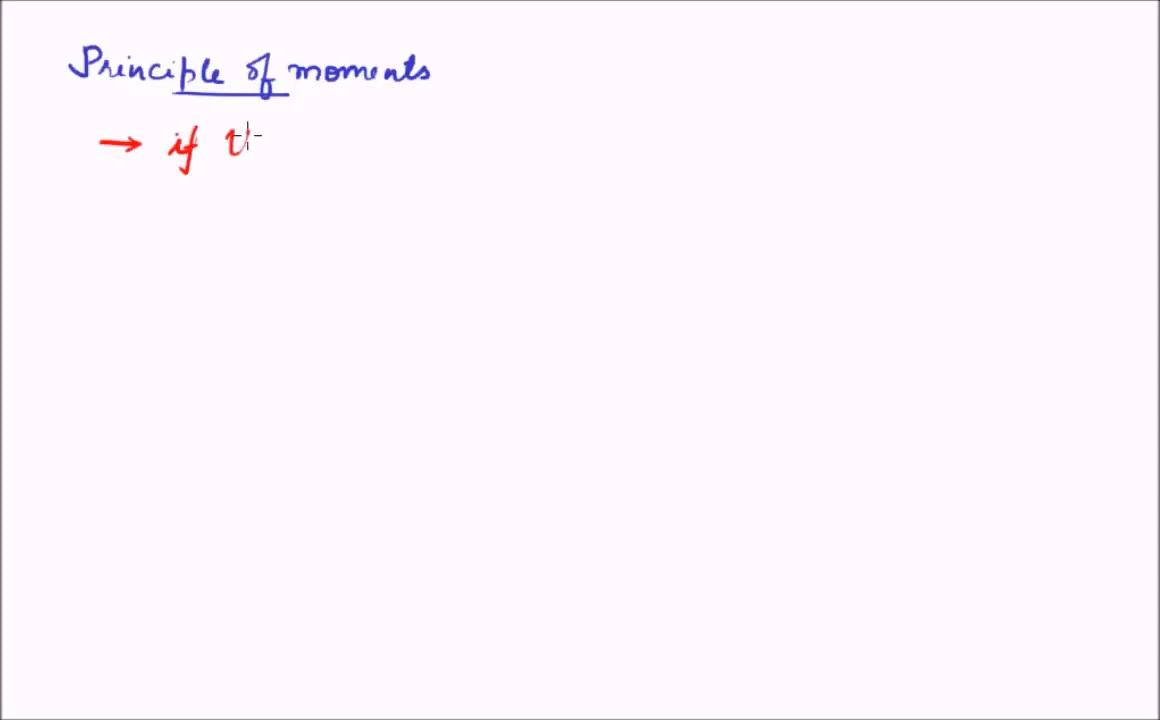 Principle of moments
→ if t